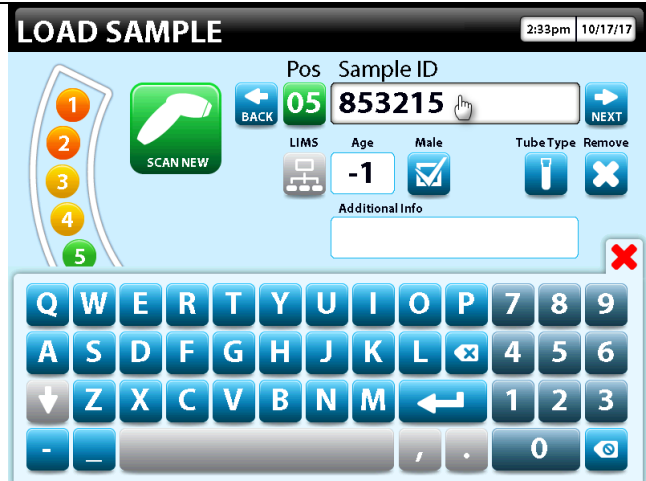 LOAD SAMPLE 2:33pm 10/17/17
Pos Sample ID
BACK 05 853215 NEXT
SCAN NEW
LIMS Age Male Tube Type Remove
-1
Additional Info
1
2
3
4
5
Q W E R T Y U I O P 7 8 9
A S D F G H J K L 4 5 6
Z X C V B N M 1 2 3
- _ , . 0